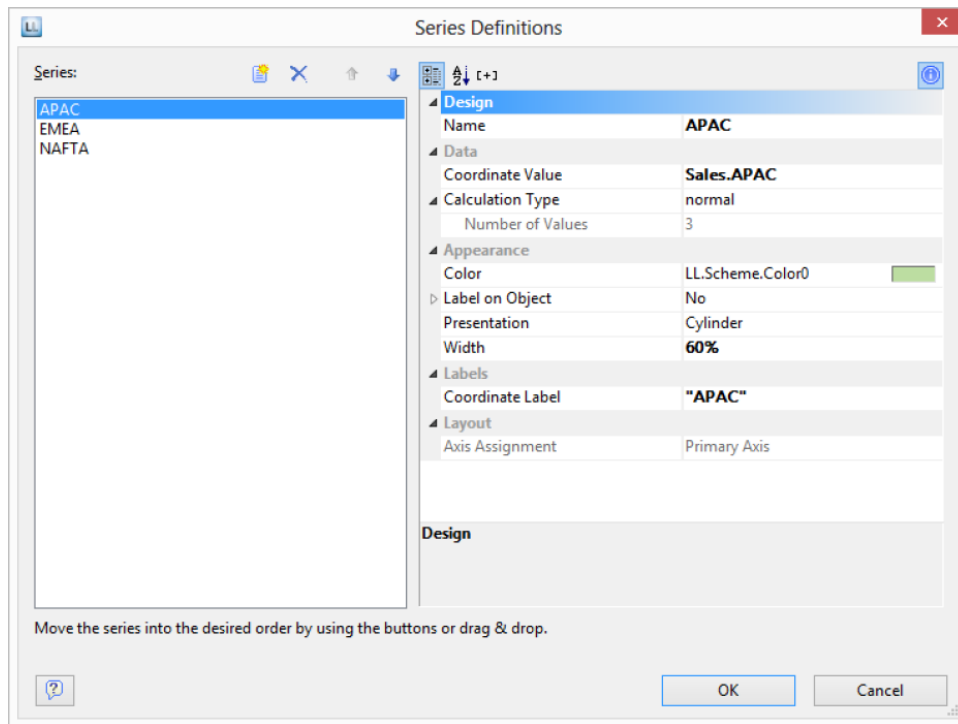 LL
Series Definitions
Series:
APAC
EMEA
NAFTA
A
Z
[+]
Design
Name APAC
Data
Coordinate Value Sales.APAC
Calculation Type normal
Number of Values 3
Appearance
Color LL.Scheme.Color0
Label on Object No
Presentation Cylinder
Width 60%
Labels
Coordinate Label "APAC"
Layout
Axis Assignment Primary Axis
Design
Move the series into the desired order by using the buttons or drag & drop.
OK Cancel